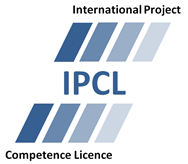 International Project
IPCL
Competence Licence